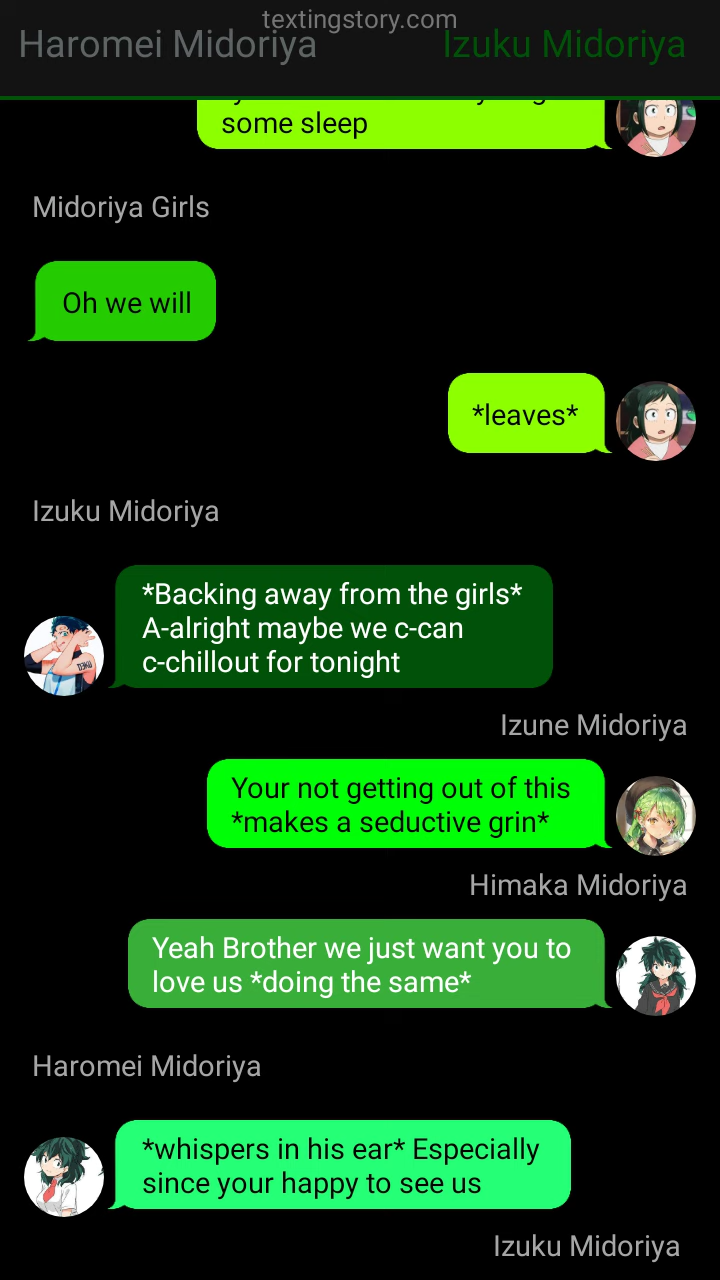 textingstory.com
Haromei Midoriya
Izuku Midoriya
some sleep
Midoriya Girls
Oh we will
*leaves*
Izuku Midoriya
*Backing away from the girls*
A-alright maybe we c-can
c-chillout for tonight
DEKU
Izune Midoriya
Your not getting out of this
*makes a seductive grin*
Himaka Midoriya
Yeah Brother we just want you to
love us *doing the same*
Haromei Midoriya
*whispers in his ear* Especially
since your happy to see us
Izuku Midoriya